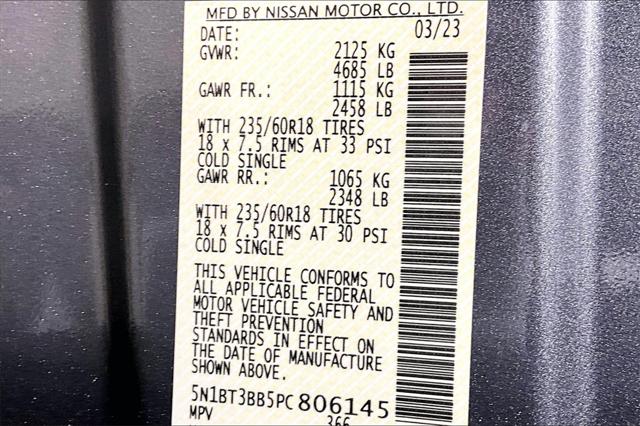 MFD BY NISSAN MOTOR CO., LTD.
DATE: 03/23
GVWR: 2125 KG
4685 LB
GAWR FR.: 1115 KG
2458 LB
WITH 235/60R18 TIRES
18 x 7.5 RIMS AT 33 PSI
COLD SINGLE
GAWR RR.: 1065 KG
2348 LB
WITH 235/60R18 TIRES
18 x 7.5 RIMS AT 30 PSI
COLD SINGLE
THIS VEHICLE CONFORMS TO
ALL APPLICABLE FEDERAL
MOTOR VEHICLE SAFETY AND
THEFT PREVENTION
STANDARDS IN EFFECT ON
THE DATE OF MANUFACTURE
SHOWN ABOVE.
5N1BT3BB5PC806145
MPV 366